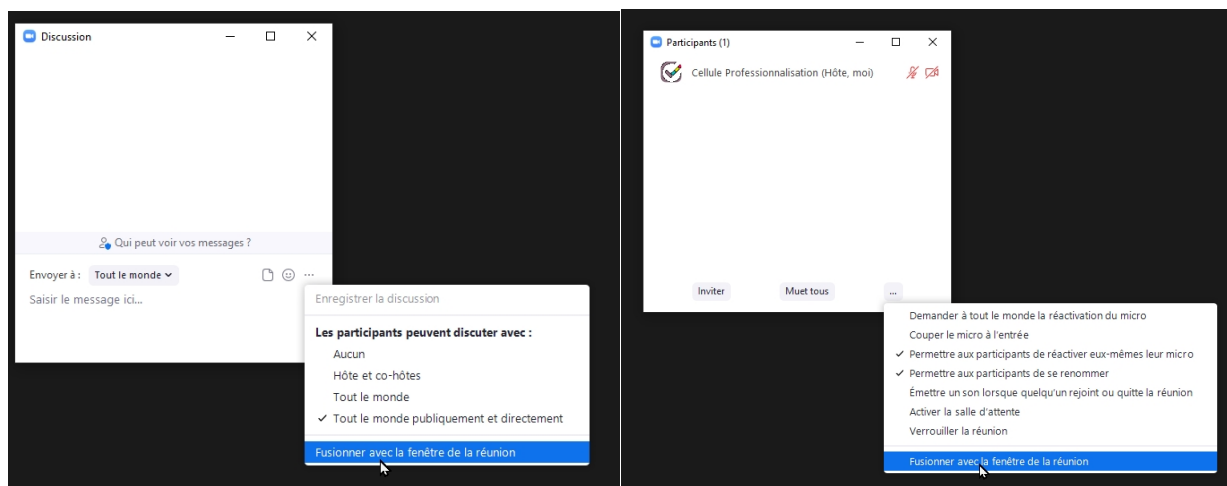 Discussion
Qui peut voir vos messages ?
Envoyer à : Tout le monde
Saisir le message ici...
Enregistrer la discussion
Les participants peuvent discuter avec :
Aucun
Hôte et co-hôtes
Tout le monde
Tout le monde publiquement et directement
Fusionner avec la fenêtre de la réunion
Participants (1)
Cellule Professionnalisation (Hôte, moi)
Inviter Muet tous ...
Demander à tout le monde la réactivation du micro
Couper le micro à l'entrée
Permettre aux participants de réactiver eux-mêmes leur micro
Permettre aux participants de se renommer
Émettre un son lorsque quelqu'un rejoint ou quitte la réunion
Activer la salle d'attente
Verrouiller la réunion
Fusionner avec la fenêtre de la réunion